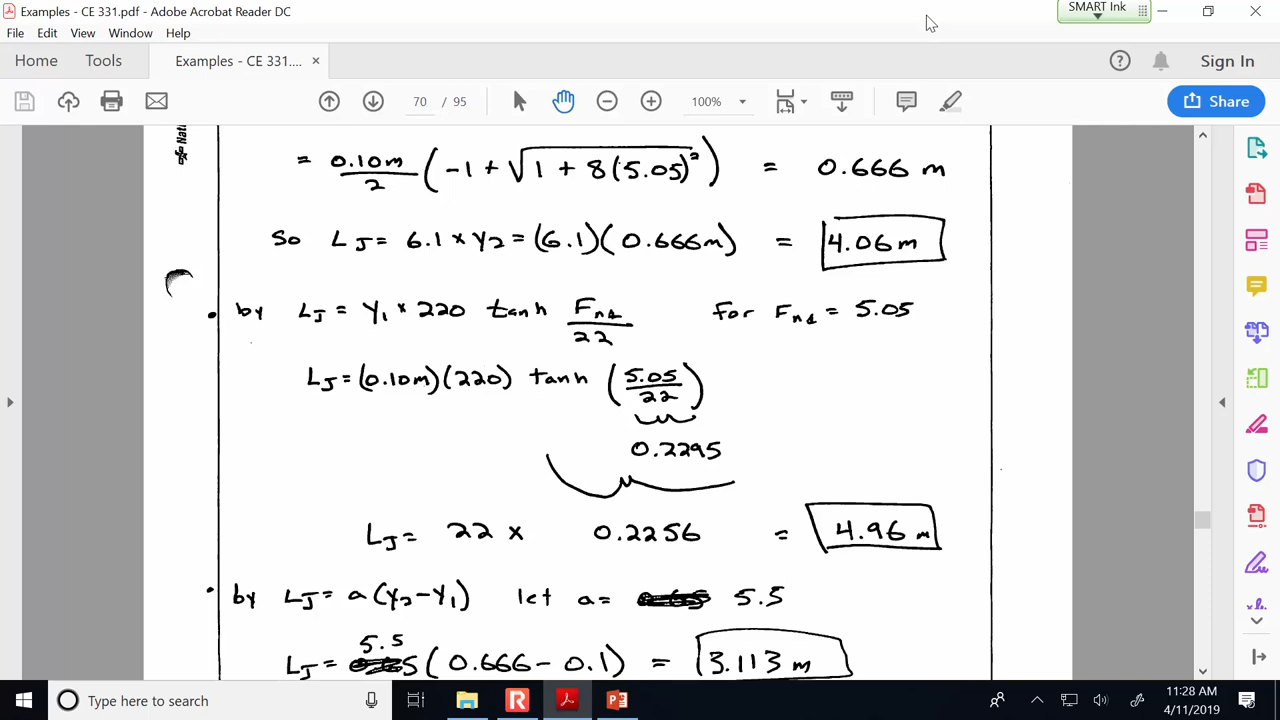 Examples - CE 331.pdf - Adobe Acrobat Reader DC
SMART Ink
File Edit View Window Help
Home Tools Examples - CE 331.... × Sign In
70 / 95 100% Share
= 0.10m/2 (-1 + √1 + 8(5.05)²) = 0.666 m
So LJ = 6.1 × Y2 = (6.1)(0.666m) = 4.06 m
• by LJ = Y1 × 220 tanh Fn1/22 for Fn1 = 5.05
LJ = (0.10m)(220) tanh (5.05/22)
0.2295
LJ = 22 × 0.2256 = 4.96 m
• by LJ = a(Y2-Y1) let a = 5.5
5.5
LJ = 5(0.666 - 0.1) = 3.113 m
Type here to search
11:28 AM
4/11/2019